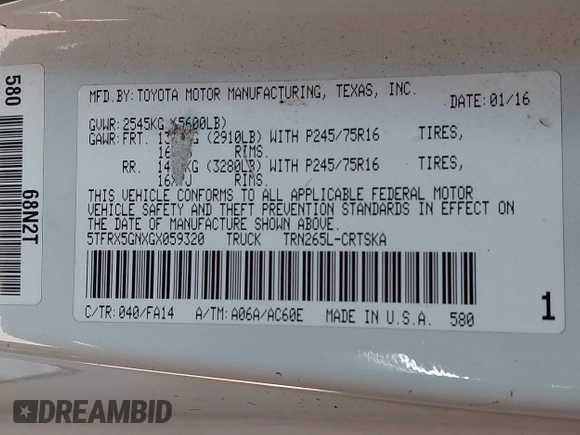 MFD.BY:TOYOTA MOTOR MANUFACTURING, TEXAS, INC.
DATE:01/16
GVWR:2545KG (5600LB)
GAWR:FRT. KG (2910LB) WITH P245/75R16 TIRES,
RIMS.
RR. KG (3280LB) WITH P245/75R16 TIRES,
RIMS.
THIS VEHICLE CONFORMS TO ALL APPLICABLE FEDERAL MOTOR
VEHICLE SAFETY AND THEFT PREVENTION STANDARDS IN EFFECT ON
THE DATE OF MANUFACTURE SHOWN ABOVE.
5TFRX5GNXGX059320 TRUCK TRN265L-CRTSKA
C/TR:040/FA14 A/TM:A06A/AC60E MADE IN U.S.A. 580
1
580
68N2T
DREAMBID